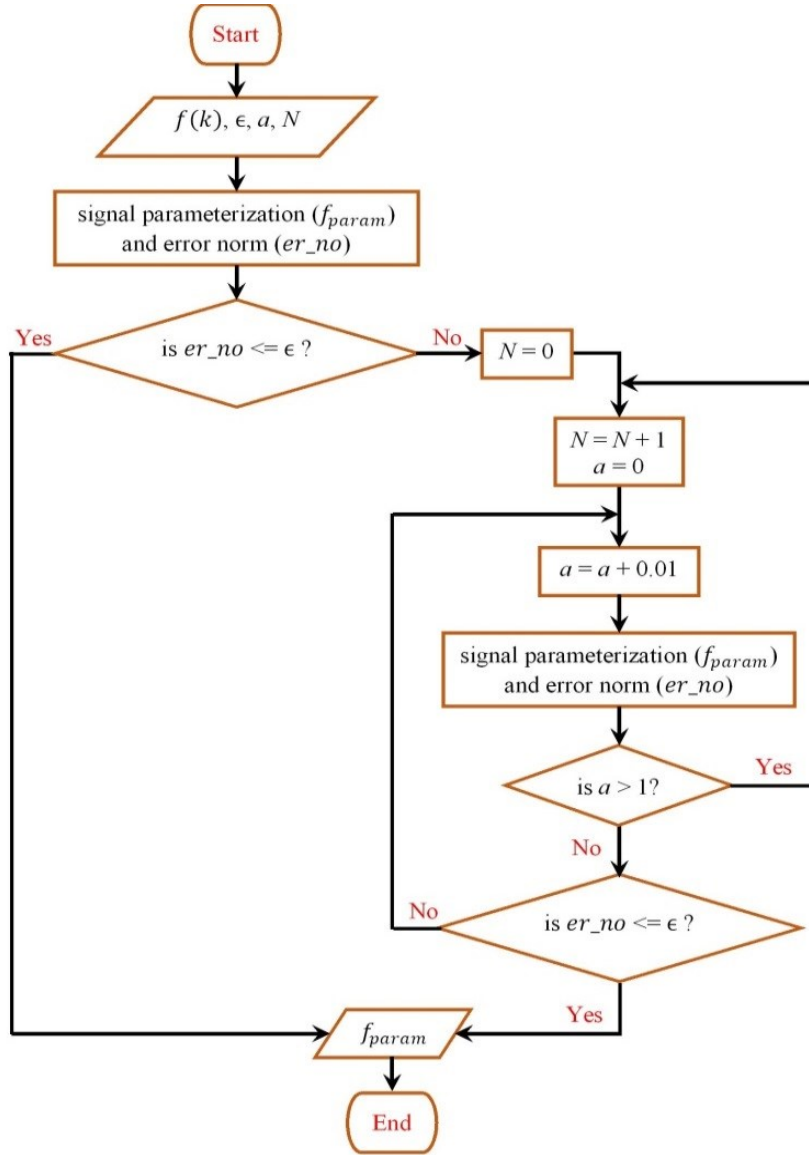 Start
f(k), ϵ, a, N
signal parameterization (f_param)
and error norm (er_no)
Yes
is er_no <= ϵ ?
No
N = 0
N = N + 1
a = 0
a = a + 0.01
signal parameterization (f_param)
and error norm (er_no)
is a > 1?
Yes
No
No
is er_no <= ϵ ?
Yes
f_param
End